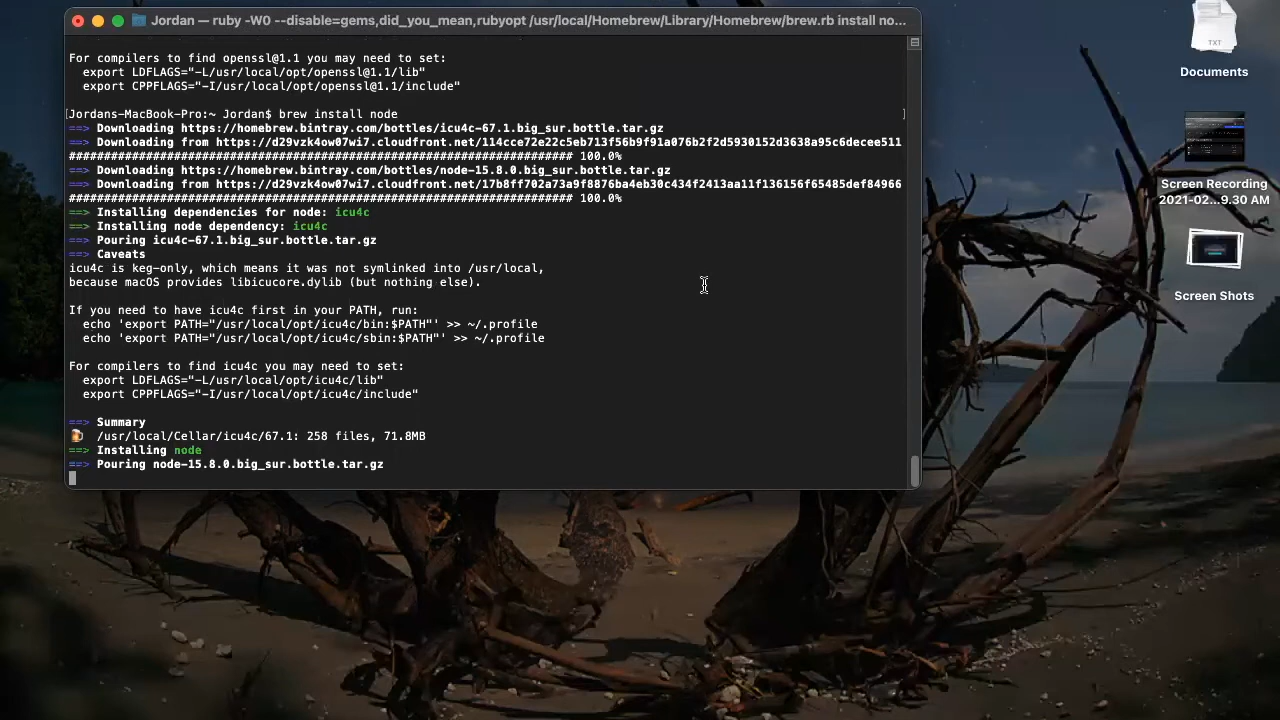 Jordan — ruby -W0 --disable=gems,did_you_mean,rubyopt /usr/local/Homebrew/Library/Homebrew/brew.rb install no...
For compilers to find openssl@1.1 you may need to set:
export LDFLAGS="-L/usr/local/opt/openssl@1.1/lib"
export CPPFLAGS="-I/usr/local/opt/openssl@1.1/include"
[Jordans-MacBook-Pro:~ Jordan$ brew install node ]
==> Downloading https://homebrew.bintray.com/bottles/icu4c-67.1.big_sur.bottle.tar.gz
==> Downloading from
######################################################################## 100.0%
==> Downloading https://homebrew.bintray.com/bottles/node-15.8.0.big_sur.bottle.tar.gz
==> Downloading from https://d29vzk4ow07wi7.cloudfront.net/17b8ff702a73a9f8876ba4eb30c434f2413aa11f136156f65485def84966
######################################################################## 100.0%
==> Installing dependencies for node: icu4c
==> Installing node dependency: icu4c
==> Pouring icu4c-67.1.big_sur.bottle.tar.gz
==> Caveats
icu4c is keg-only, which means it was not symlinked into /usr/local,
because macOS provides libicucore.dylib (but nothing else).
If you need to have icu4c first in your PATH, run:
echo 'export PATH="/usr/local/opt/icu4c/bin:$PATH"' >> ~/.profile
echo 'export PATH="/usr/local/opt/icu4c/sbin:$PATH"' >> ~/.profile
For compilers to find icu4c you may need to set:
export LDFLAGS="-L/usr/local/opt/icu4c/lib"
export CPPFLAGS="-I/usr/local/opt/icu4c/include"
==> Summary
🍺 /usr/local/Cellar/icu4c/67.1: 258 files, 71.8MB
==> Installing node
==> Pouring node-15.8.0.big_sur.bottle.tar.gz
TXT
Documents
Screen Recording
2021-02...9.30 AM
Screen Shots